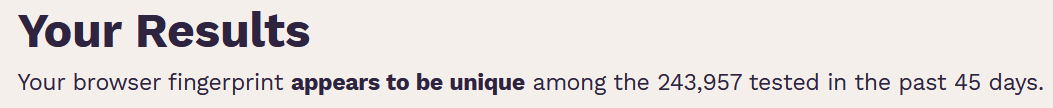 Your Results
Your browser fingerprint appears to be unique among the 243,957 tested in the past 45 days.